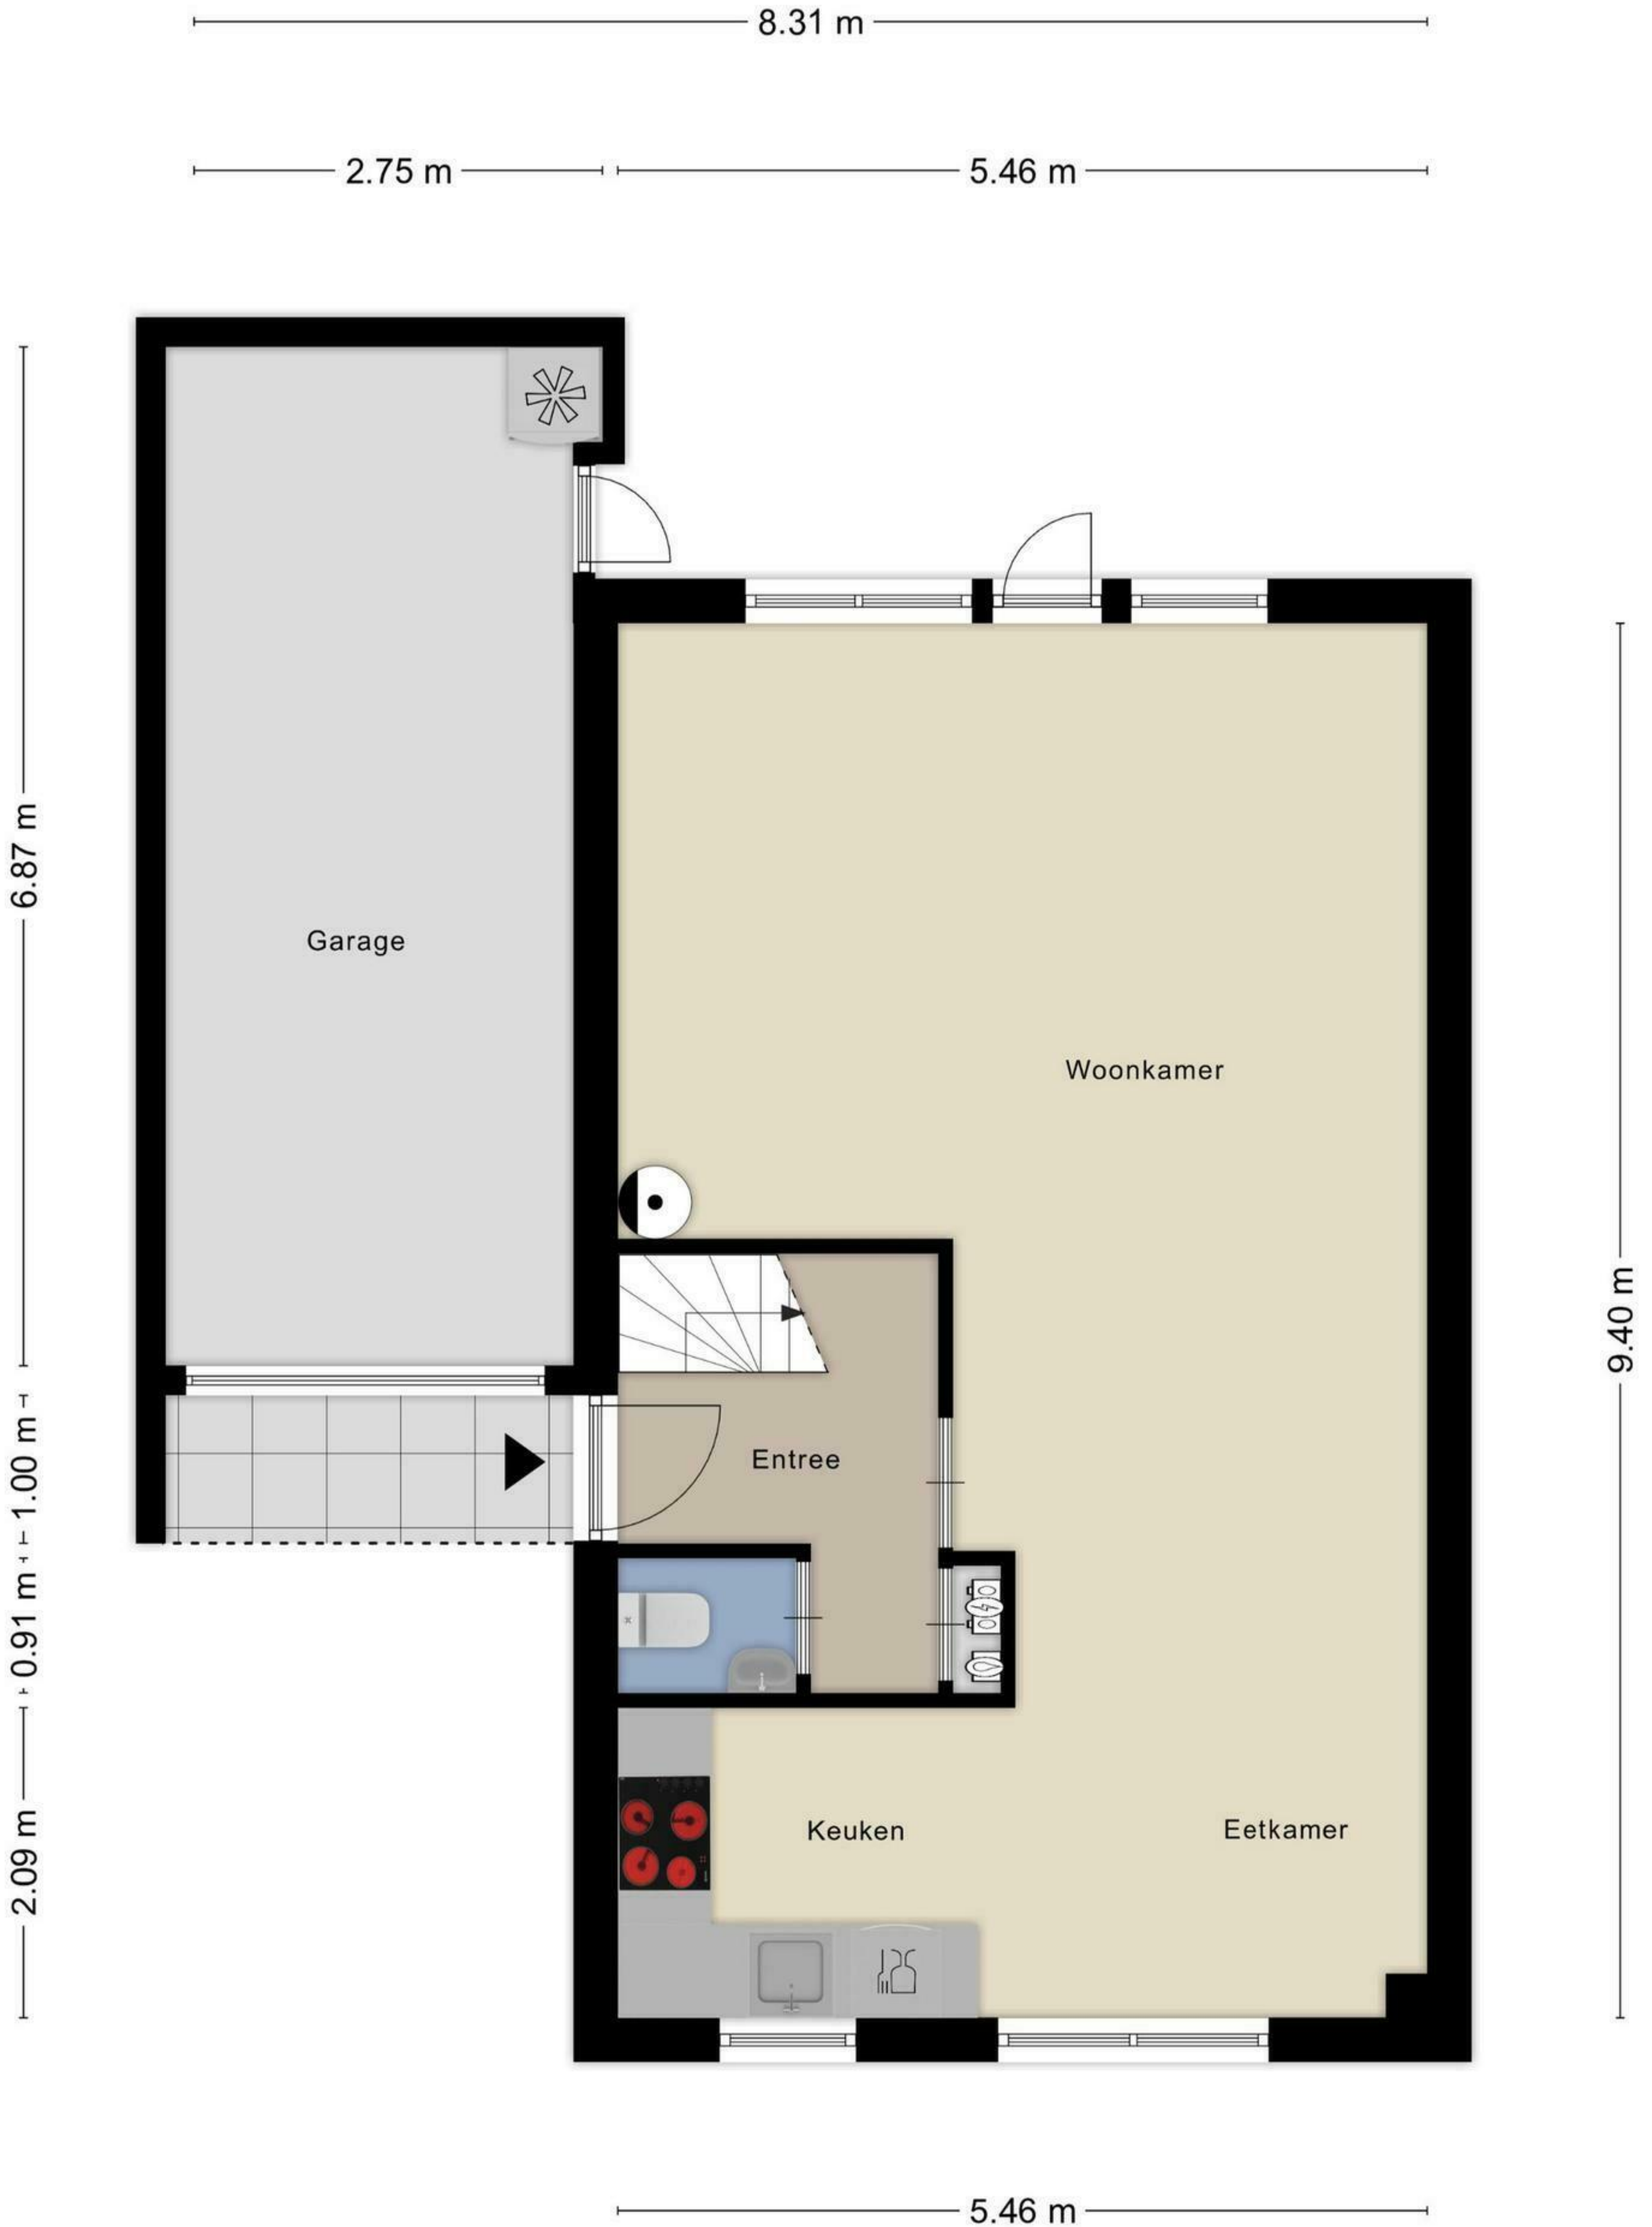 8.31 m
2.75 m
5.46 m
6.87 m
Garage
Woonkamer
9.40 m
1.00 m
Entree
0.91 m
2.09 m
Keuken
Eetkamer
5.46 m